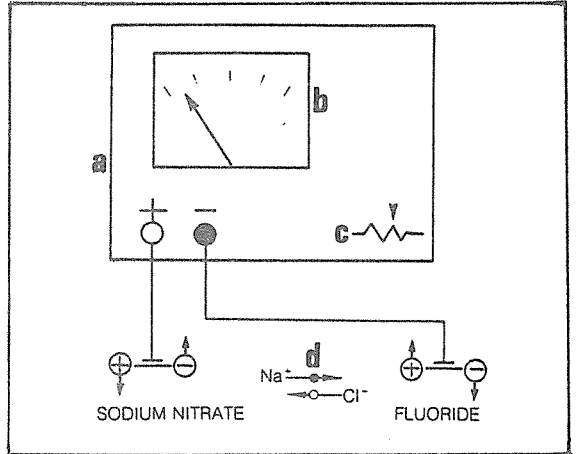 b
a
+ −
c
+ − d + −
Na⁺
Cl⁻
SODIUM NITRATE FLUORIDE